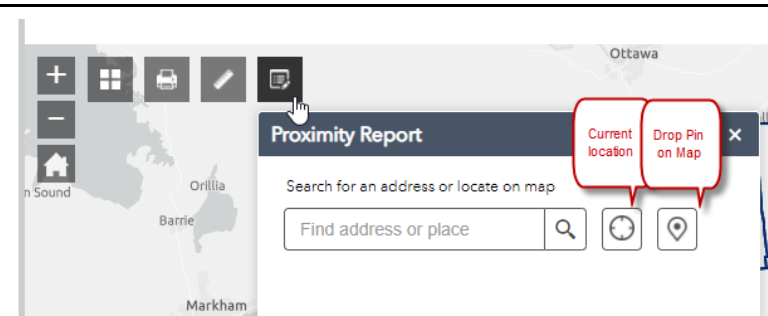 Ottawa
+
Proximity Report
Current
location
Drop Pin
on Map
×
−
n Sound
Orillia
Search for an address or locate on map
Barrie
Find address or place
Markham